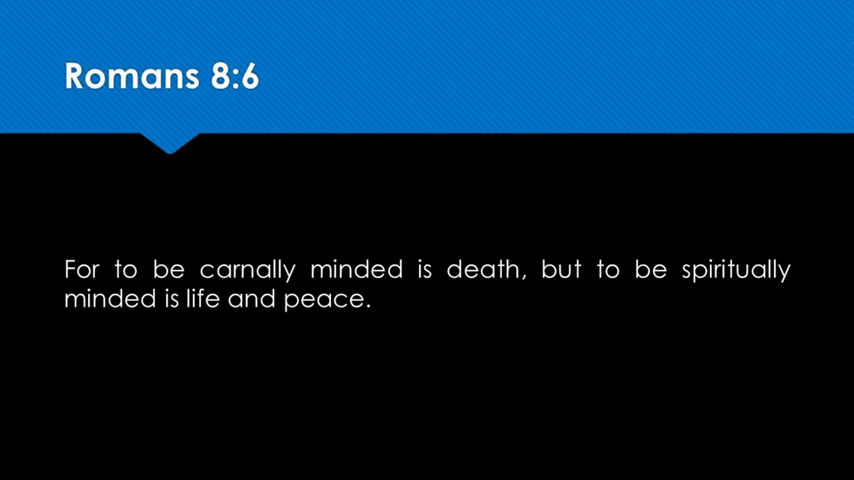 Romans 8:6
For to be carnally minded is death, but to be spiritually
minded is life and peace.